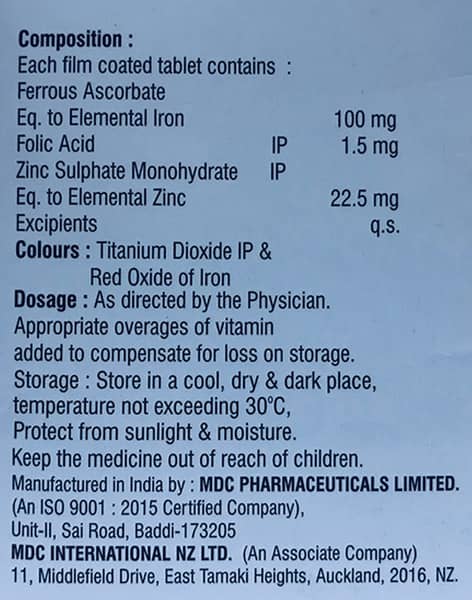 Composition :
Each film coated tablet contains :
Ferrous Ascorbate
Eq. to Elemental Iron 100 mg
Folic Acid IP 1.5 mg
Zinc Sulphate Monohydrate IP
Eq. to Elemental Zinc 22.5 mg
Excipients q.s.
Colours : Titanium Dioxide IP &
Red Oxide of Iron
Dosage : As directed by the Physician.
Appropriate overages of vitamin
added to compensate for loss on storage.
Storage : Store in a cool, dry & dark place,
temperature not exceeding 30°C,
Protect from sunlight & moisture.
Keep the medicine out of reach of children.
Manufactured in India by : MDC PHARMACEUTICALS LIMITED.
(An ISO 9001 : 2015 Certified Company),
Unit-II, Sai Road, Baddi-173205
MDC INTERNATIONAL NZ LTD. (An Associate Company)
11, Middlefield Drive, East Tamaki Heights, Auckland, 2016, NZ.